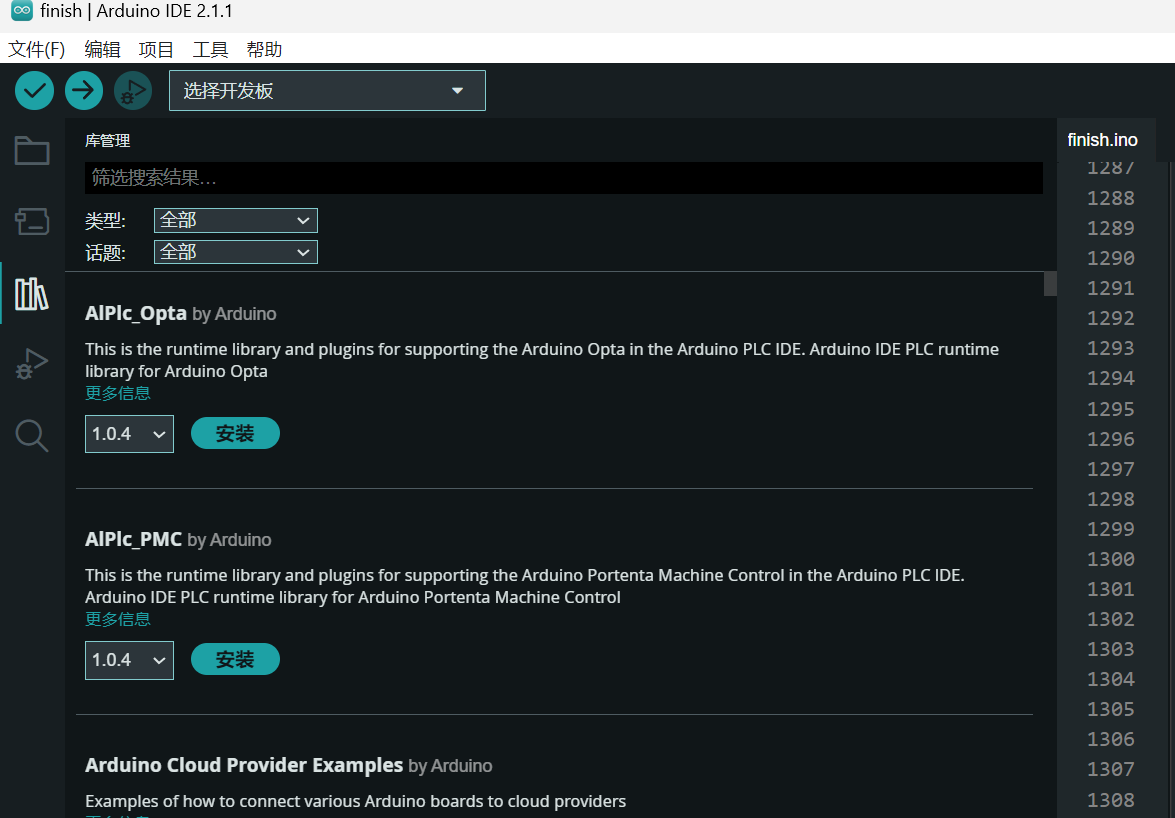 finish | Arduino IDE 2.1.1
文件(F) 编辑 项目 工具 帮助
选择开发板
库管理
筛选搜索结果...
类型: 全部
话题: 全部
AlPlc_Opta by Arduino
This is the runtime library and plugins for supporting the Arduino Opta in the Arduino PLC IDE. Arduino IDE PLC runtime
library for Arduino Opta
更多信息
1.0.4 安装
AlPlc_PMC by Arduino
This is the runtime library and plugins for supporting the Arduino Portenta Machine Control in the Arduino PLC IDE.
Arduino IDE PLC runtime library for Arduino Portenta Machine Control
更多信息
1.0.4 安装
Arduino Cloud Provider Examples by Arduino
Examples of how to connect various Arduino boards to cloud providers
finish.ino
1287
1288
1289
1290
1291
1292
1293
1294
1295
1296
1297
1298
1299
1300
1301
1302
1303
1304
1305
1306
1307
1308